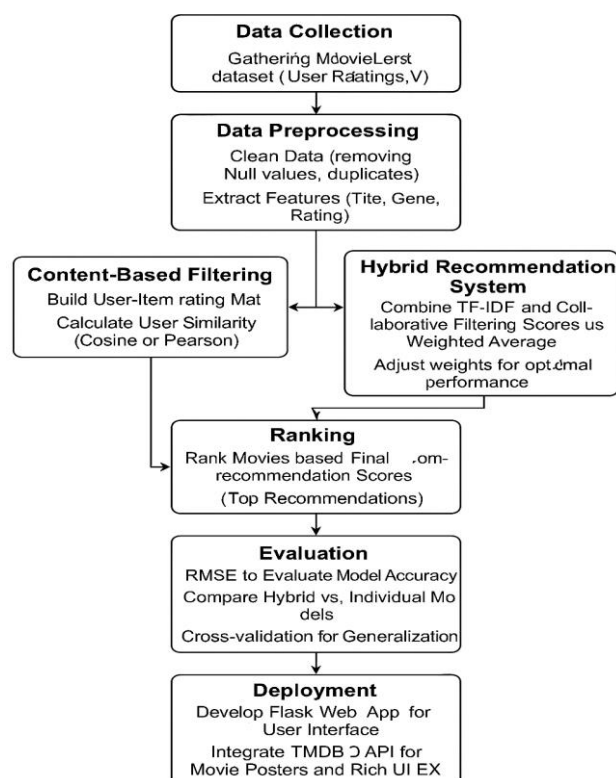 Data Collection
Gathering MdovieLerst
dataset (User Raatings,V)
Data Preprocessing
Clean Data (removing
Null values, duplicates)
Extract Features (Tite, Gene,
Rating)
Content-Based Filtering
Build User-Item rating Mat
Calculate User Similarity
(Cosine or Pearson)
Hybrid Recommendation
System
Combine TF-IDF and Coll-
laborative Filtering Scores us
Weighted Average
Adjust weights for optimal
performance
Ranking
Rank Movies based Final om-
recommendation Scores
(Top Recommendations)
Evaluation
RMSE to Evaluate Model Accuracy
Compare Hybrid vs, Individual Mo
dels
Cross-validation for Generalization
Deployment
Develop Flask Web App for
User Interface
Integrate TMDB API for
Movie Posters and Rich UI EX